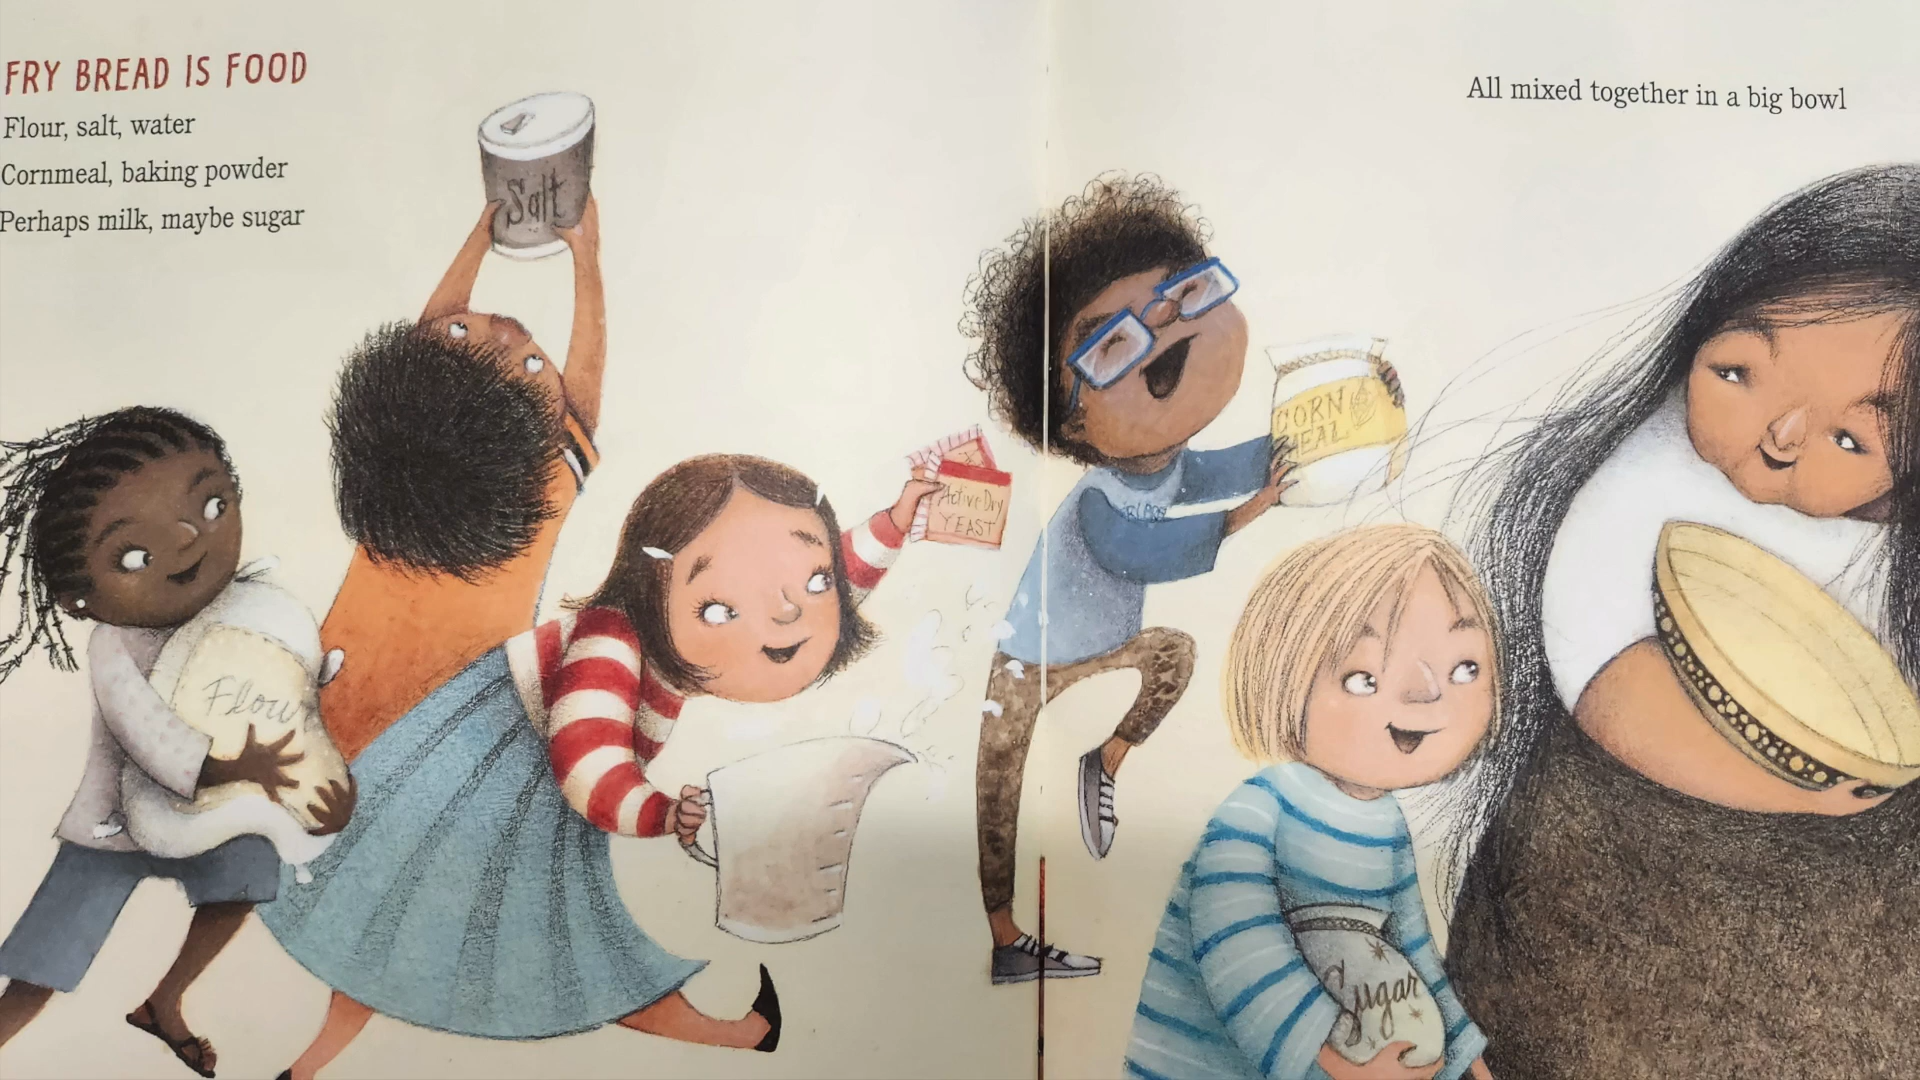 FRY BREAD IS FOOD
Flour, salt, water
Cornmeal, baking powder
Perhaps milk, maybe sugar
All mixed together in a big bowl
Salt
Flour
Active Dry
YEAST
CORN
MEAL
Sugar